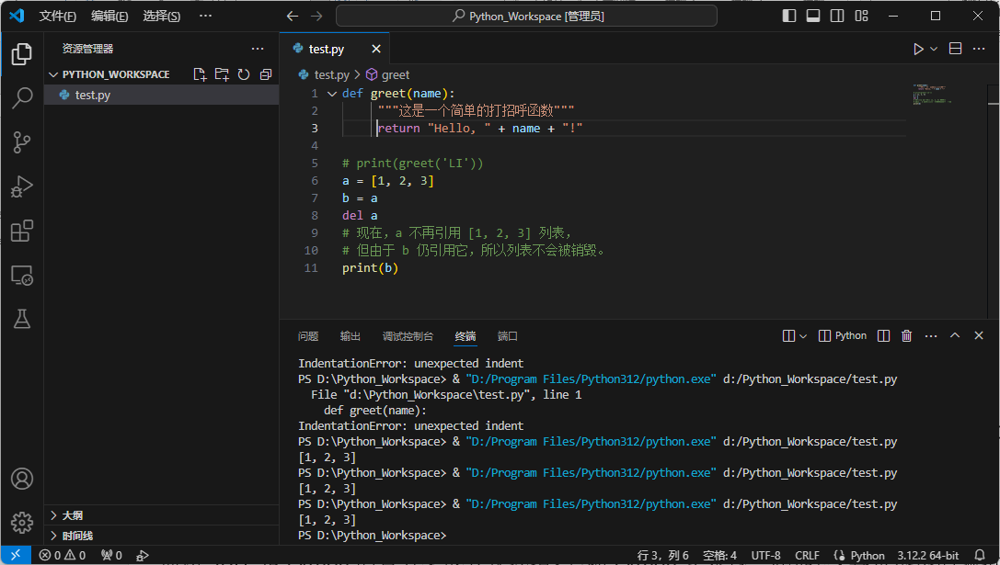 文件(F) 编辑(E) 选择(S) ··· Python_Workspace [管理员]
资源管理器 ···
PYTHON_WORKSPACE
test.py
大纲
时间线
test.py
test.py > greet
1 def greet(name):
2 """这是一个简单的打招呼函数"""
3 return "Hello, " + name + "!"
4
5 # print(greet('LI'))
6 a = [1, 2, 3]
7 b = a
8 del a
9 # 现在，a 不再引用 [1, 2, 3] 列表，
10 # 但由于 b 仍引用它，所以列表不会被销毁。
11 print(b)
问题 输出 调试控制台 终端 端口 Python ···
IndentationError: unexpected indent
PS D:\Python_Workspace> & "D:/Program Files/Python312/python.exe" d:/Python_Workspace/test.py
File "d:\Python_Workspace\test.py", line 1
def greet(name):
IndentationError: unexpected indent
PS D:\Python_Workspace> & "D:/Program Files/Python312/python.exe" d:/Python_Workspace/test.py
[1, 2, 3]
PS D:\Python_Workspace> & "D:/Program Files/Python312/python.exe" d:/Python_Workspace/test.py
[1, 2, 3]
PS D:\Python_Workspace> & "D:/Program Files/Python312/python.exe" d:/Python_Workspace/test.py
[1, 2, 3]
PS D:\Python_Workspace>
0 0 0 行 3，列 6 空格: 4 UTF-8 CRLF Python 3.12.2 64-bit